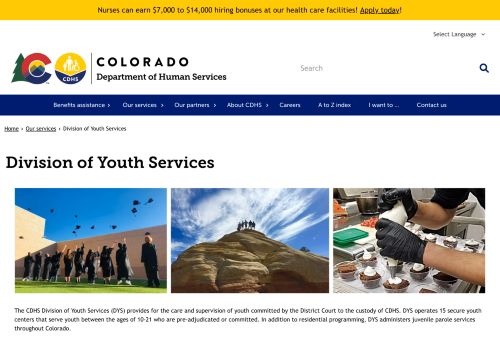 Nurses can earn $7,000 to $14,000 hiring bonuses at our health care facilities! Apply today!
Select Language
COLORADO
Department of Human Services
CDHS
Search
Benefits assistance › Our services › Our partners › About CDHS › Careers A to Z index I want to ... Contact us
Home › Our services › Division of Youth Services
Division of Youth Services
The CDHS Division of Youth Services (DYS) provides for the care and supervision of youth committed by the District Court to the custody of CDHS. DYS operates 15 secure youth
centers that serve youth between the ages of 10-21 who are pre-adjudicated or committed. In addition to residential programming, DYS administers juvenile parole services
throughout Colorado.